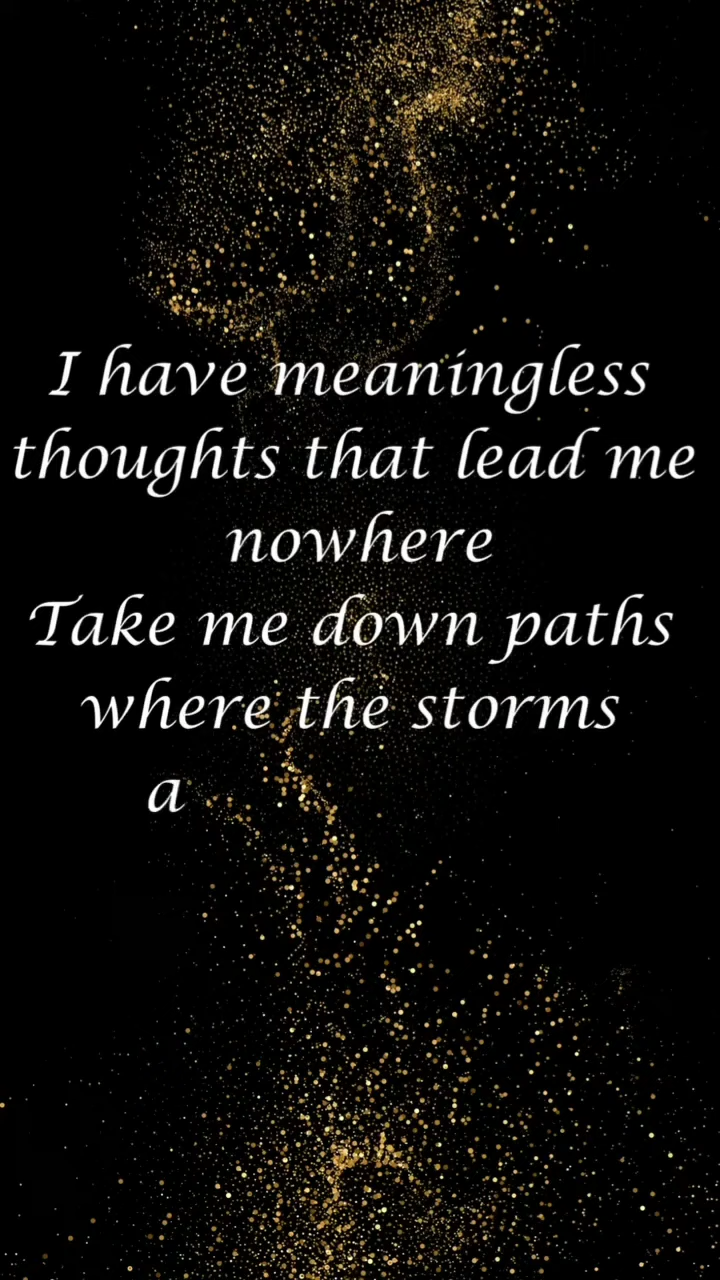 I have meaningless
thoughts that lead me
nowhere
Take me down paths
where the storms
a